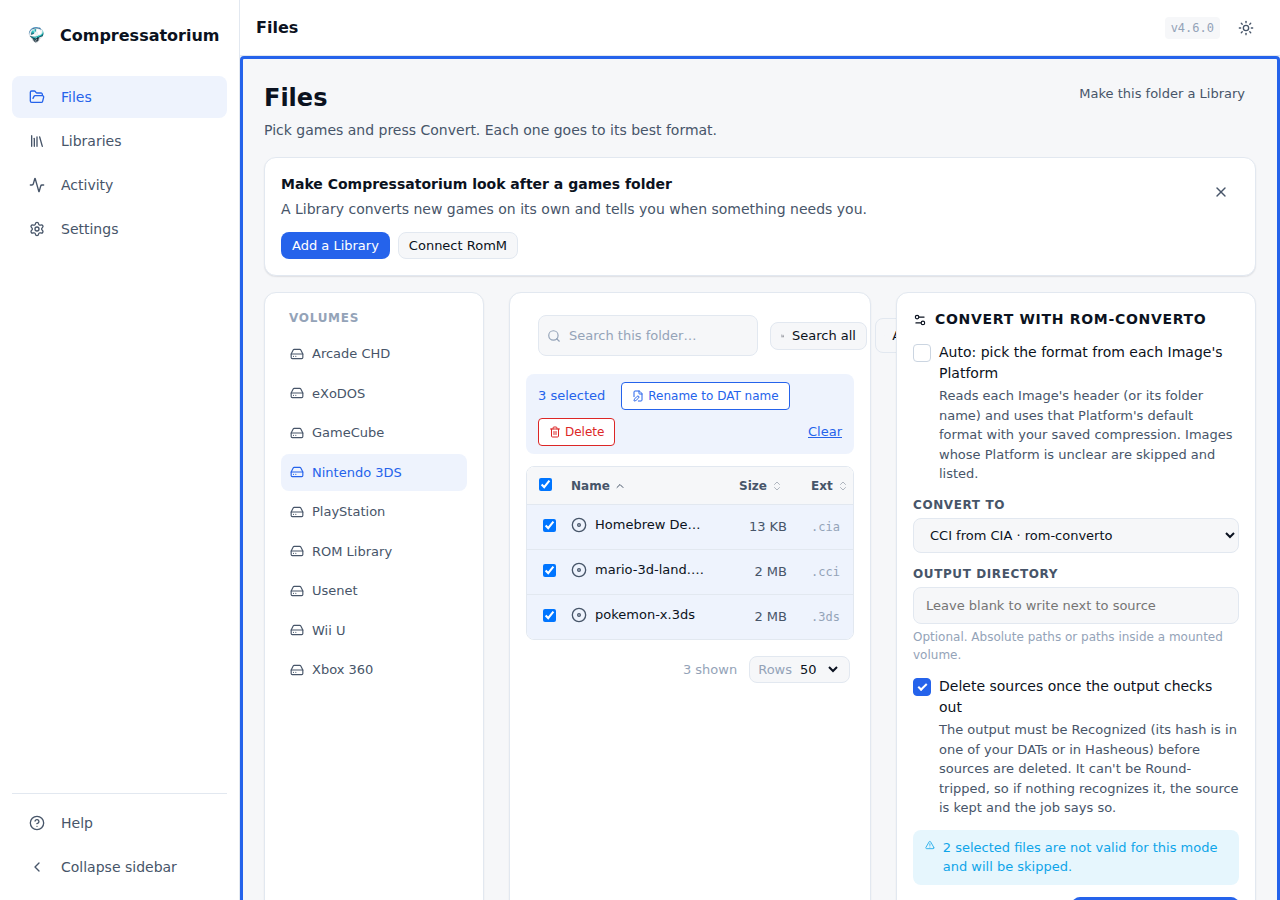 Compressatorium
Files
v4.6.0
Files
Libraries
Activity
Settings
Help
Collapse sidebar
Files
Make this folder a Library
Pick games and press Convert. Each one goes to its best format.
Make Compressatorium look after a games folder
A Library converts new games on its own and tells you when something needs you.
Add a Library
Connect RomM
VOLUMES
Arcade CHD
eXoDOS
GameCube
Nintendo 3DS
PlayStation
ROM Library
Usenet
Wii U
Xbox 360
Search this folder…
Search all
3 selected
Rename to DAT name
Delete
Clear
Name Size Ext
Homebrew De… 13 KB .cia
mario-3d-land.… 2 MB .cci
pokemon-x.3ds 2 MB .3ds
3 shown
Rows 50
CONVERT WITH ROM-CONVERTO
Auto: pick the format from each Image's
Platform
Reads each Image's header (or its folder
name) and uses that Platform's default
format with your saved compression. Images
whose Platform is unclear are skipped and
listed.
CONVERT TO
CCI from CIA · rom-converto
OUTPUT DIRECTORY
Leave blank to write next to source
Optional. Absolute paths or paths inside a mounted
volume.
Delete sources once the output checks
out
The output must be Recognized (its hash is in
one of your DATs or in Hasheous) before
sources are deleted. It can't be Round-
tripped, so if nothing recognizes it, the source
is kept and the job says so.
2 selected files are not valid for this mode
and will be skipped.